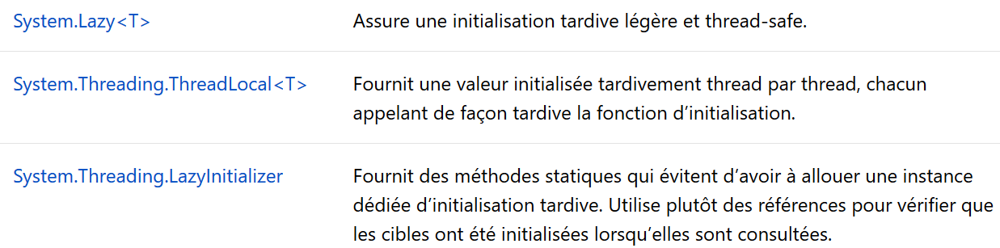 System.Lazy<T>
Assure une initialisation tardive légère et thread-safe.
System.Threading.ThreadLocal<T>
Fournit une valeur initialisée tardivement thread par thread, chacun
appelant de façon tardive la fonction d’initialisation.
System.Threading.LazyInitializer
Fournit des méthodes statiques qui évitent d’avoir à allouer une instance
dédiée d’initialisation tardive. Utilise plutôt des références pour vérifier que
les cibles ont été initialisées lorsqu’elles sont consultées.